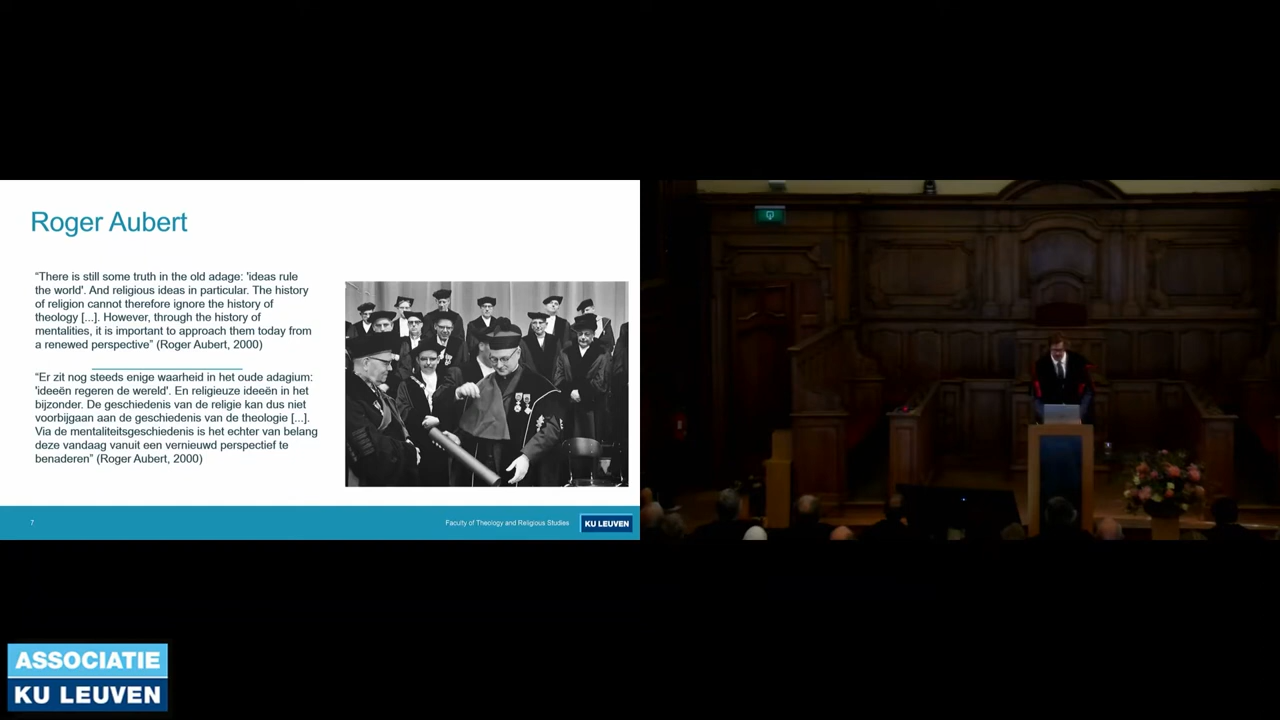 Roger Aubert
“There is still some truth in the old adage: 'ideas rule
the world'. And religious ideas in particular. The history
of religion cannot therefore ignore the history of
theology [...]. However, through the history of
mentalities, it is important to approach them today from
a renewed perspective” (Roger Aubert, 2000)
“Er zit nog steeds enige waarheid in het oude adagium:
'ideeën regeren de wereld'. En religieuze ideeën in het
bijzonder. De geschiedenis van de religie kan dus niet
voorbijgaan aan de geschiedenis van de theologie [...].
Via de mentaliteitsgeschiedenis is het echter van belang
deze vandaag vanuit een vernieuwd perspectief te
benaderen” (Roger Aubert, 2000)
7
Faculty of Theology and Religious Studies
KU LEUVEN
ASSOCIATIE
KU LEUVEN